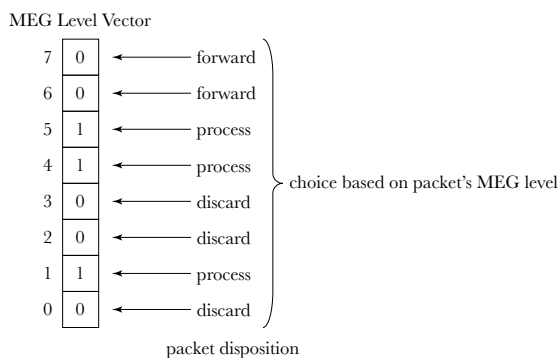 MEG Level Vector
7 0 forward
6 0 forward
5 1 process
4 1 process
3 0 discard
2 0 discard
1 1 process
0 0 discard
choice based on packet's MEG level
packet disposition